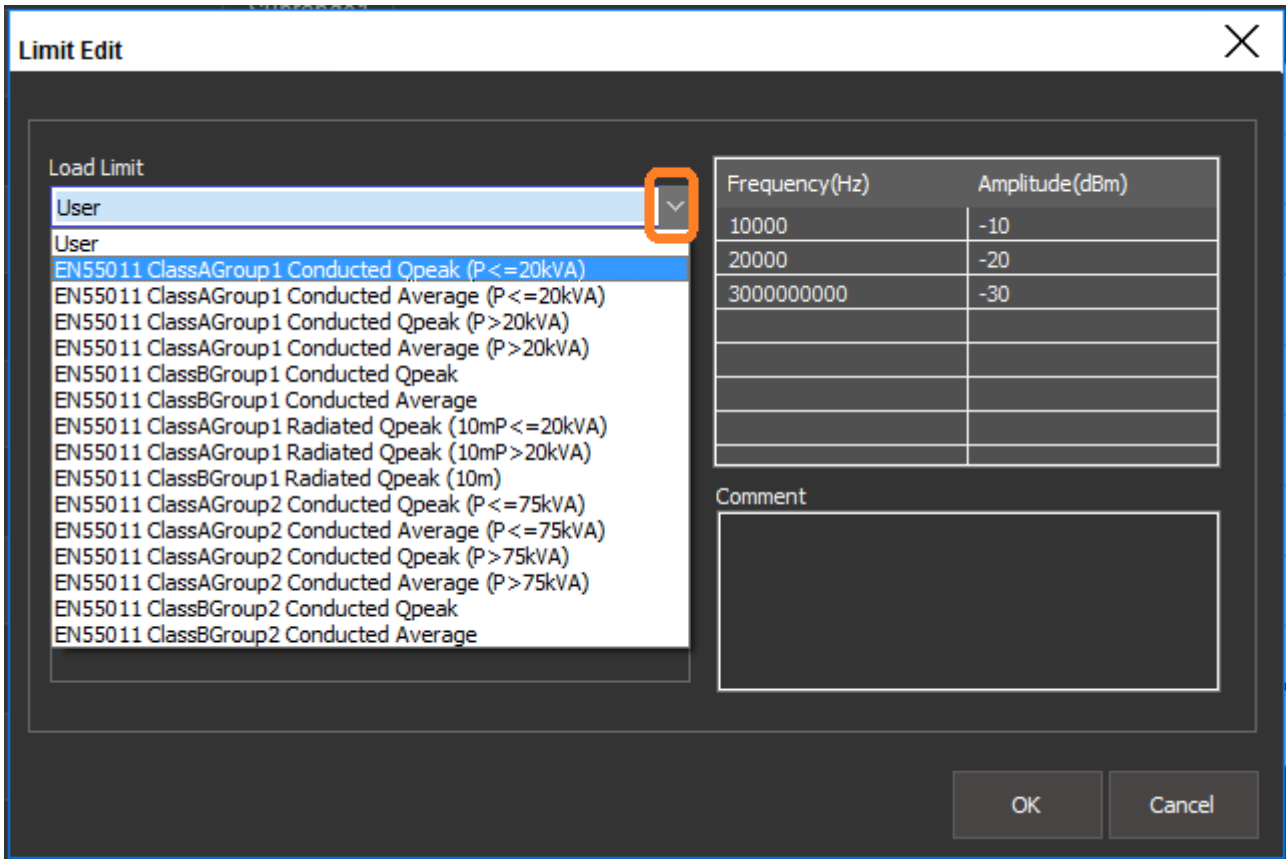 Limit Edit
Load Limit
User
User
EN55011 ClassAGroup1 Conducted Qpeak (P<=20kVA)
EN55011 ClassAGroup1 Conducted Average (P<=20kVA)
EN55011 ClassAGroup1 Conducted Qpeak (P>20kVA)
EN55011 ClassAGroup1 Conducted Average (P>20kVA)
EN55011 ClassBGroup1 Conducted Qpeak
EN55011 ClassBGroup1 Conducted Average
EN55011 ClassAGroup1 Radiated Qpeak (10mP<=20kVA)
EN55011 ClassAGroup1 Radiated Qpeak (10mP>20kVA)
EN55011 ClassBGroup1 Radiated Qpeak (10m)
EN55011 ClassAGroup2 Conducted Qpeak (P<=75kVA)
EN55011 ClassAGroup2 Conducted Average (P<=75kVA)
EN55011 ClassAGroup2 Conducted Qpeak (P>75kVA)
EN55011 ClassAGroup2 Conducted Average (P>75kVA)
EN55011 ClassBGroup2 Conducted Qpeak
EN55011 ClassBGroup2 Conducted Average
Frequency(Hz) Amplitude(dBm)
10000 -10
20000 -20
3000000000 -30
Comment
OK Cancel